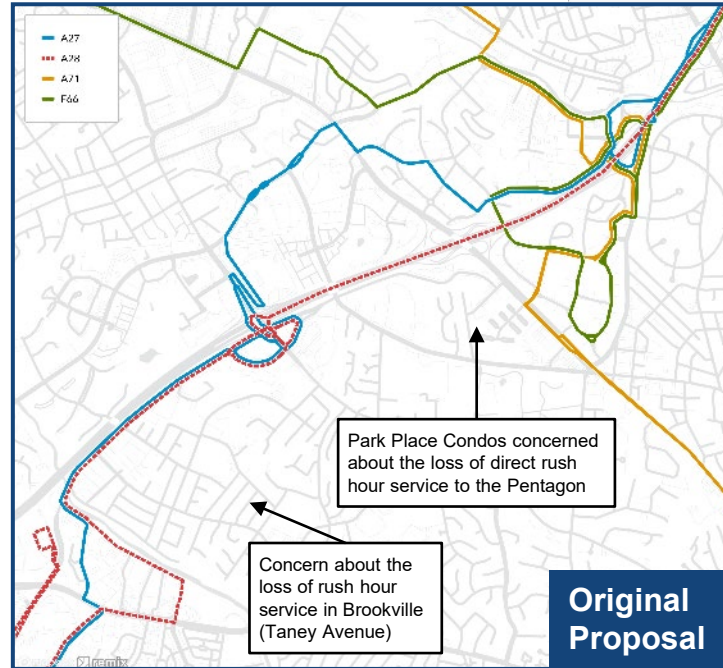 A27
A28
A71
F66
Park Place Condos concerned
about the loss of direct rush
hour service to the Pentagon
Concern about the
loss of rush hour
service in Brookville
(Taney Avenue)
Original
Proposal
remix